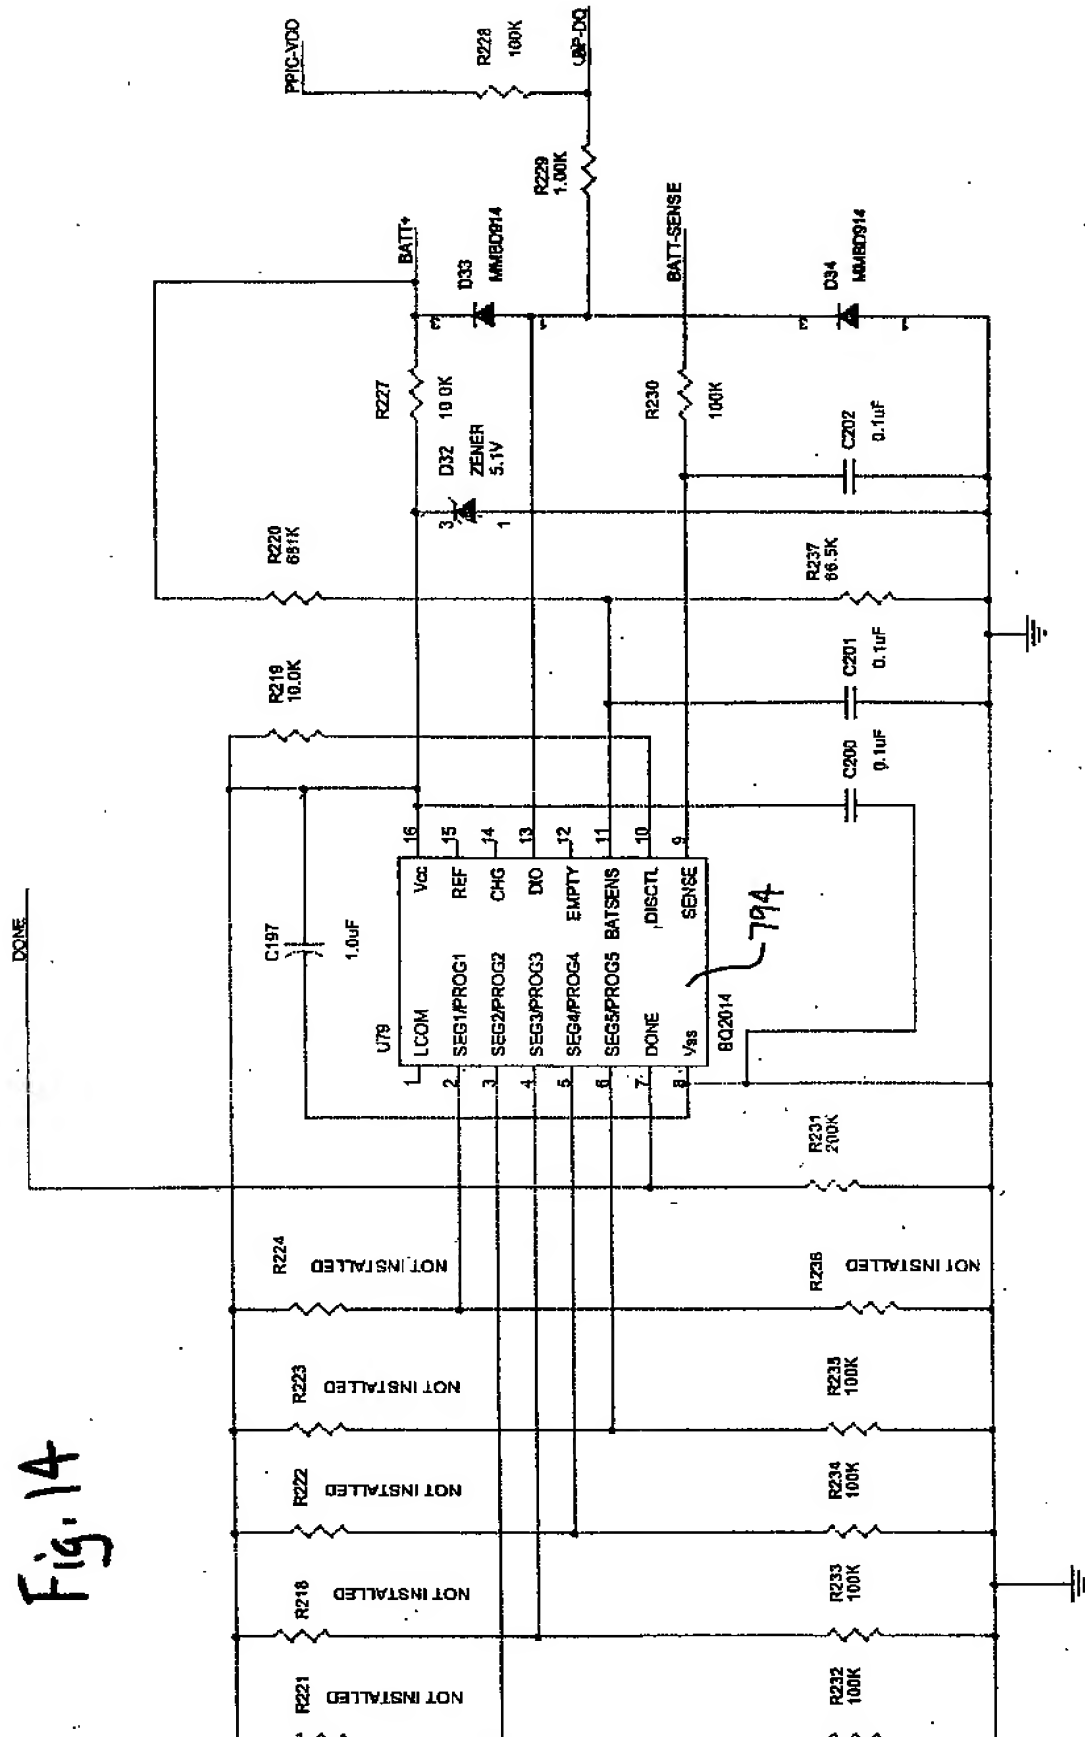 Fig. 14
DONE
PPIC-VDD
R228
100K
R229
1.00K
BATT+
D33
MMBD914
2
1
BATT-SENSE
D34
MMBD914
2
1
R227
10.0K
D32
ZENER
5.1V
3
1
R230
100K
C202
0.1uF
R220
681K
R237
66.5K
R219
10.0K
C201
0.1uF
C200
0.1uF
C197
1.0uF
U79
16
15
14
13
12
11
10
9
Vcc
REF
CHG
DIO
EMPTY
BATSENS
DISCTL
SENSE
LCOM
SEG1/PROG1
SEG2/PROG2
SEG3/PROG3
SEG4/PROG4
SEG5/PROG5
DONE
Vss
1
2
3
4
5
6
7
8
BQ2014
794
R231
200K
R224
NOT INSTALLED
R236
NOT INSTALLED
R223
NOT INSTALLED
R235
100K
R222
NOT INSTALLED
R234
100K
R218
NOT INSTALLED
R233
100K
R221
NOT INSTALLED
R232
100K